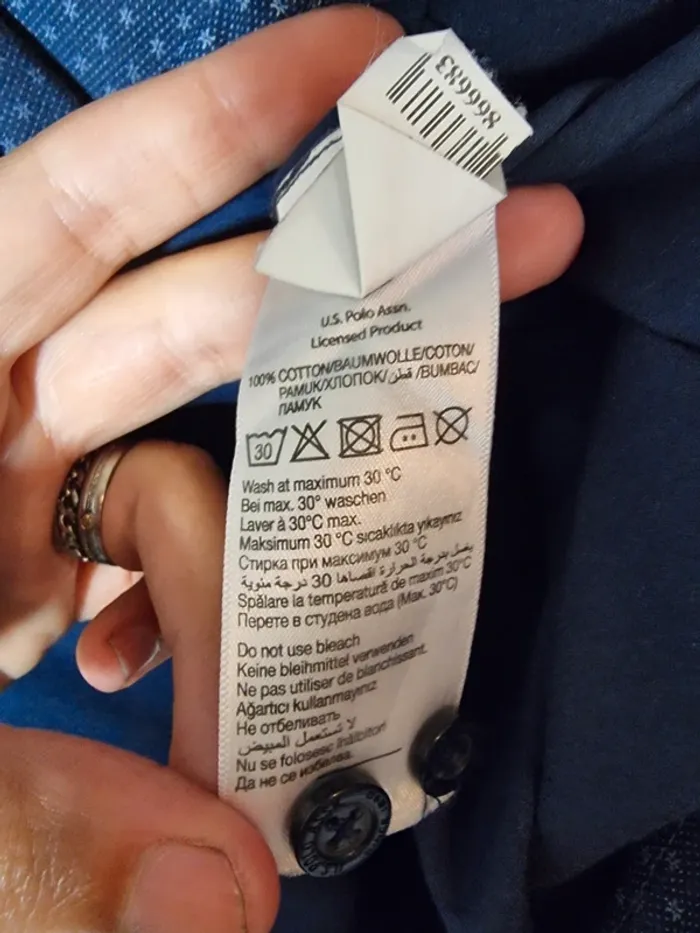 866683
U.S. Polo Assn.
Licensed Product
100% COTTON/BAUMWOLLE/COTON/
PAMUK/ХЛОПОК/قطن/BUMBAC/
ПАМУК
30
Wash at maximum 30 °C
Bei max. 30° waschen
Laver à 30°C max.
Maksimum 30 °C sıcaklıkta yıkayınız
Стирка при максимум 30 °C
يغسل بدرجة الحرارة اقصاها 30 درجة مئوية
Spălare la temperatură de maxim 30°C
Перете в студена вода (Max. 30°C)
Do not use bleach
Keine bleihmittel verwenden
Ne pas utiliser de blanchissant.
Ağartici kullanmayınız
Не отбеливать
لا تستعمل المبيض
Nu se folosesc înălbitori
Да не се избелва